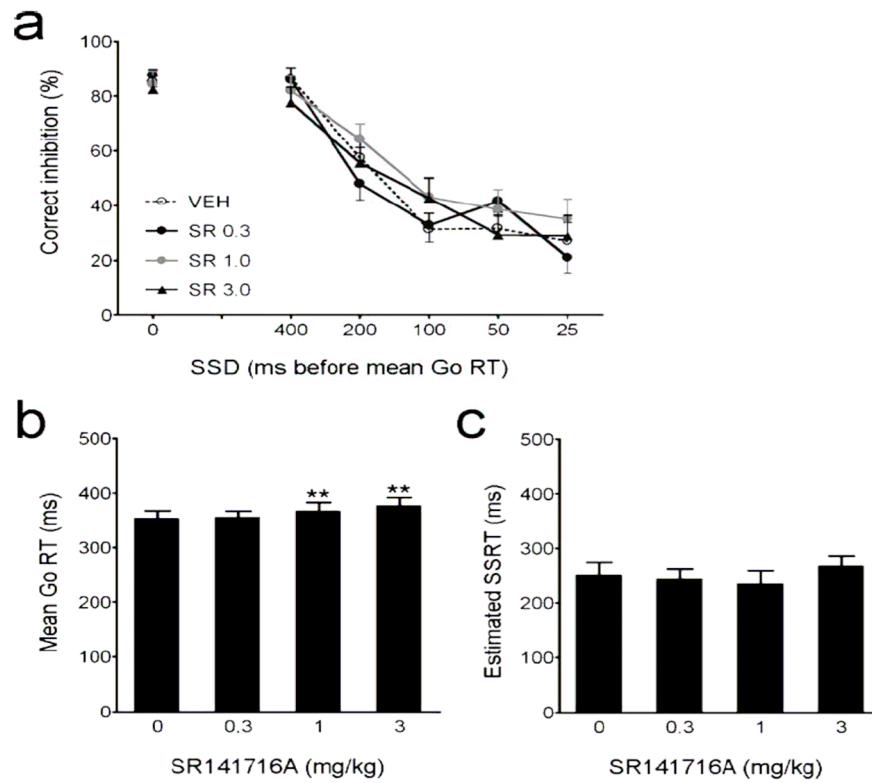 a
Correct inhibition (%)
100
80
60
40
20
0
VEH
SR 0.3
SR 1.0
SR 3.0
0 400 200 100 50 25
SSD (ms before mean Go RT)
b
Mean Go RT (ms)
500
400
300
200
100
0
** **
0 0.3 1 3
SR141716A (mg/kg)
c
Estimated SSRT (ms)
500
400
300
200
100
0
0 0.3 1 3
SR141716A (mg/kg)